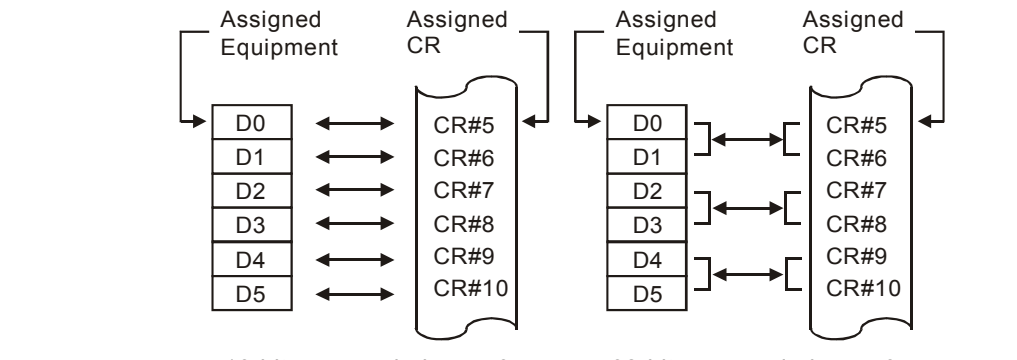 Assigned
Equipment
Assigned
CR
D0
D1
D2
D3
D4
D5
CR#5
CR#6
CR#7
CR#8
CR#9
CR#10
Assigned
Equipment
Assigned
CR
D0
D1
D2
D3
D4
D5
CR#5
CR#6
CR#7
CR#8
CR#9
CR#10